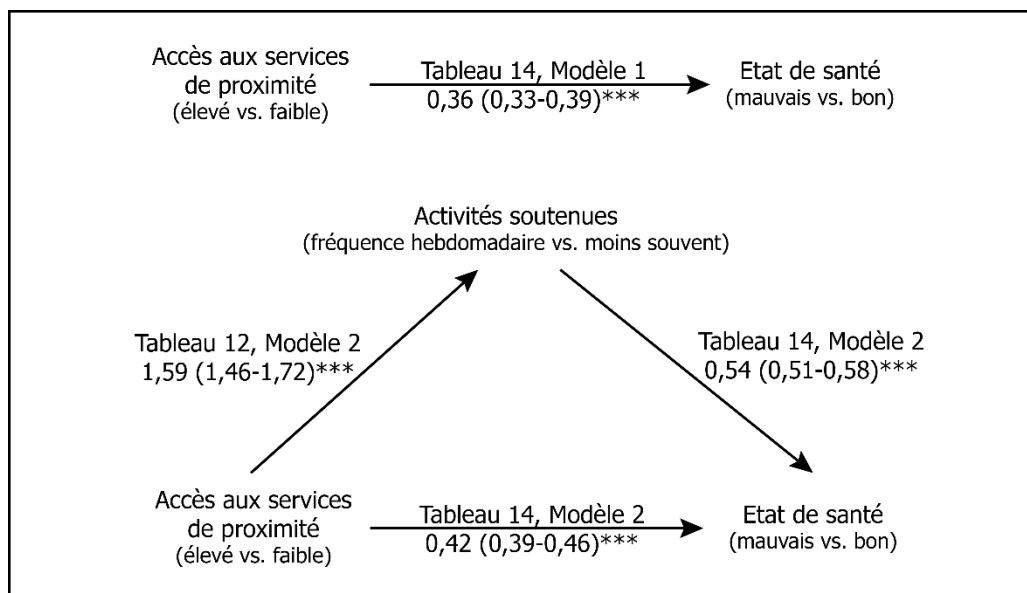 Accès aux services
de proximité
(élevé vs. faible)
Tableau 14, Modèle 1
0,36 (0,33-0,39)***
Etat de santé
(mauvais vs. bon)
Activités soutenues
(fréquence hebdomadaire vs. moins souvent)
Tableau 12, Modèle 2
1,59 (1,46-1,72)***
Tableau 14, Modèle 2
0,54 (0,51-0,58)***
Accès aux services
de proximité
(élevé vs. faible)
Tableau 14, Modèle 2
0,42 (0,39-0,46)***
Etat de santé
(mauvais vs. bon)